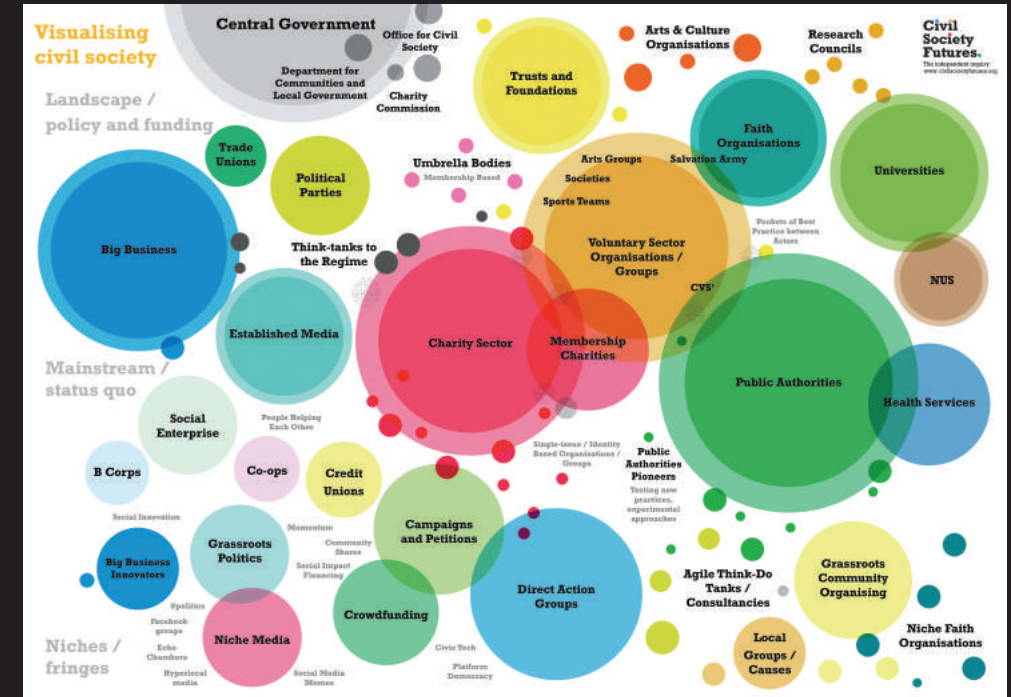 Visualising
civil society
Central Government
Office for Civil
Society
Department for
Communities and
Local Government
Charity
Commission
Trusts and
Foundations
Arts & Culture
Organisations
Research
Councils
Civil
Society
Futures.
The independent inquiry
www.civilsocietyfutures.org
Landscape /
policy and funding
Trade
Unions
Political
Parties
Umbrella Bodies
Membership Based
Arts Groups
Societies
Sports Teams
Salvation Army
Faith
Organisations
Universities
Big Business
Think-tanks to
the Regime
Voluntary Sector
Organisations /
Groups
CVS'
Pockets of Best
Practice between
Actors
NUS
Established Media
Charity Sector
Membership
Charities
Public Authorities
Health Services
Mainstream /
status quo
Social
Enterprise
People Helping
Each Other
B Corps
Co-ops
Credit
Unions
Single-issue / Identity
Based Organisations /
Groups
Public
Authorities
Pioneers
Testing new
practices,
experimental
approaches
Social Innovation
Big Business
Innovators
Grassroots
Politics
Momentum
Community
Shares
Social Impact
Financing
Campaigns
and Petitions
Direct Action
Groups
Agile Think-Do
Tanks /
Consultancies
Grassroots
Community
Organising
Niches /
fringes
Facebook
groups
Echo
Chambers
Hyperlocal
media
Niche Media
Social Media
Memes
Crowdfunding
Civic Tech
Platform
Democracy
Local
Groups /
Causes
Niche Faith
Organisations